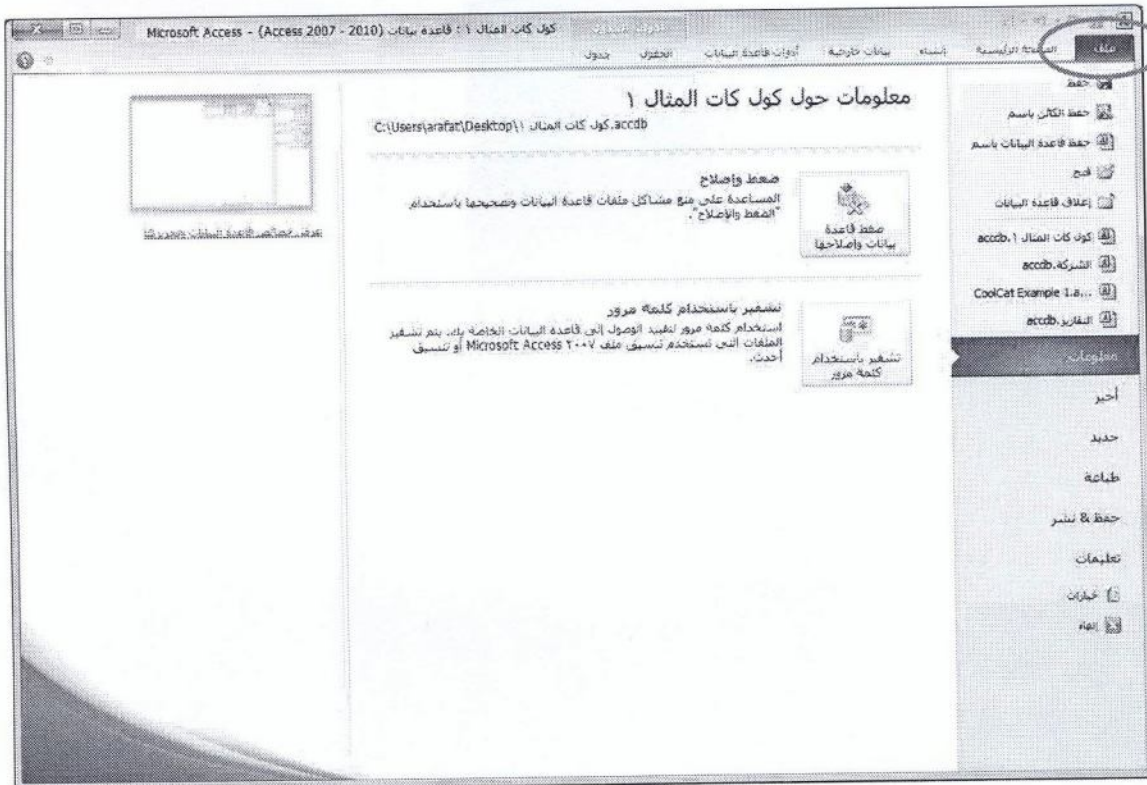 كول كات المثال ١ : قاعدة بيانات (Access 2007 - 2010) - Microsoft Access
ملف
الصفحة الرئيسية
إنشاء
بيانات خارجية
أدوات قاعدة البيانات
الحقول
جدول
حفظ
حفظ الكائن باسم
حفظ قاعدة البيانات باسم
فتح
إغلاق قاعدة البيانات
كول كات المثال ١.accdb
الشركة.accdb
CoolCat Example 1.a...
التقارير.accdb
معلومات
أخير
جديد
طباعة
حفظ & نشر
تعليمات
خيارات
إنهاء
معلومات حول كول كات المثال ١
C:\Users\arafat\Desktop\كول كات المثال ١.accdb
ضغط وإصلاح
المساعدة على منع مشاكل ملفات قاعدة البيانات وتصحيحها باستخدام
"الضغط والإصلاح".
ضغط قاعدة
بيانات وإصلاحها
تشفير باستخدام كلمة مرور
استخدام كلمة مرور لتقييد الوصول إلى قاعدة البيانات الخاصة بك. يتم تشفير
الملفات التي تستخدم تنسيق ملف Microsoft Access ٢٠٠٧ أو تنسيق
أحدث.
تشفير باستخدام
كلمة مرور
عرض خصائص قاعدة البيانات وتحريرها